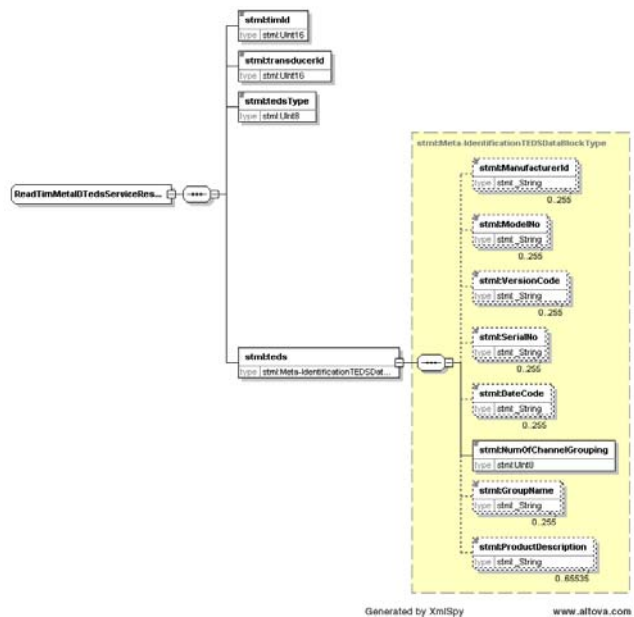 stml:timId
type stml:UInt16
stml:transducerId
type stml:UInt16
stml:tedsType
type stml:UInt8
ReadTimMetaIDTedsServiceRes...
stml:teds
type stml:Meta-IdentificationTEDSDat...
stml:Meta-IdentificationTEDSDataBlockType
stml:ManufacturerId
type stml:_String
0..255
stml:ModelNo
type stml:_String
0..255
stml:VersionCode
type stml:_String
0..255
stml:SerialNo
type stml:_String
0..255
stml:DateCode
type stml:_String
0..255
stml:NumOfChannelGrouping
type stml:UInt8
stml:GroupName
type stml:_String
0..255
stml:ProductDescription
type stml:_String
0..65535
Generated by XmlSpy www.altova.com